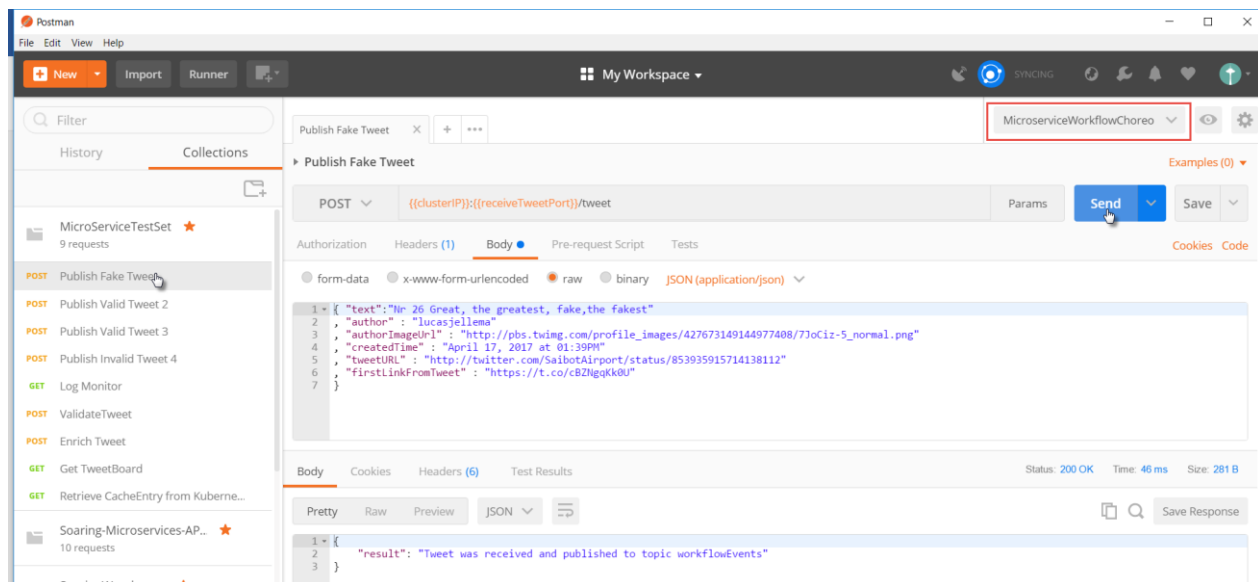 Postman
File Edit View Help
New Import Runner My Workspace SYNCING
Filter
History Collections
MicroServiceTestSet
9 requests
POST Publish Fake Tweet
POST Publish Valid Tweet 2
POST Publish Valid Tweet 3
POST Publish Invalid Tweet 4
GET Log Monitor
POST ValidateTweet
POST Enrich Tweet
GET Get TweetBoard
GET Retrieve CacheEntry from Kuberne...
Soaring-Microservices-AP..
10 requests
Publish Fake Tweet
MicroserviceWorkflowChoreo
Publish Fake Tweet Examples (0)
POST {{clusterIP}}:{{receiveTweetPort}}/tweet Params Send Save
Authorization Headers (1) Body Pre-request Script Tests Cookies Code
form-data x-www-form-urlencoded raw binary JSON (application/json)
1 { "text":"Nr 26 Great, the greatest, fake,the fakest"
2 , "author" : "lucasjellema"
3 , "authorImageUrl" : "http://pbs.twimg.com/profile_images/427673149144977408/7JoCiz-5_normal.png"
4 , "createdTime" : "April 17, 2017 at 01:39PM"
5 , "tweetURL" : "http://twitter.com/SaibotAirport/status/853935915714138112"
6 , "firstLinkFromTweet" : "https://t.co/cBZNgqKk0U"
7 }
Body Cookies Headers (6) Test Results Status: 200 OK Time: 46 ms Size: 281 B
Pretty Raw Preview JSON Save Response
1 {
2 "result": "Tweet was received and published to topic workflowEvents"
3 }